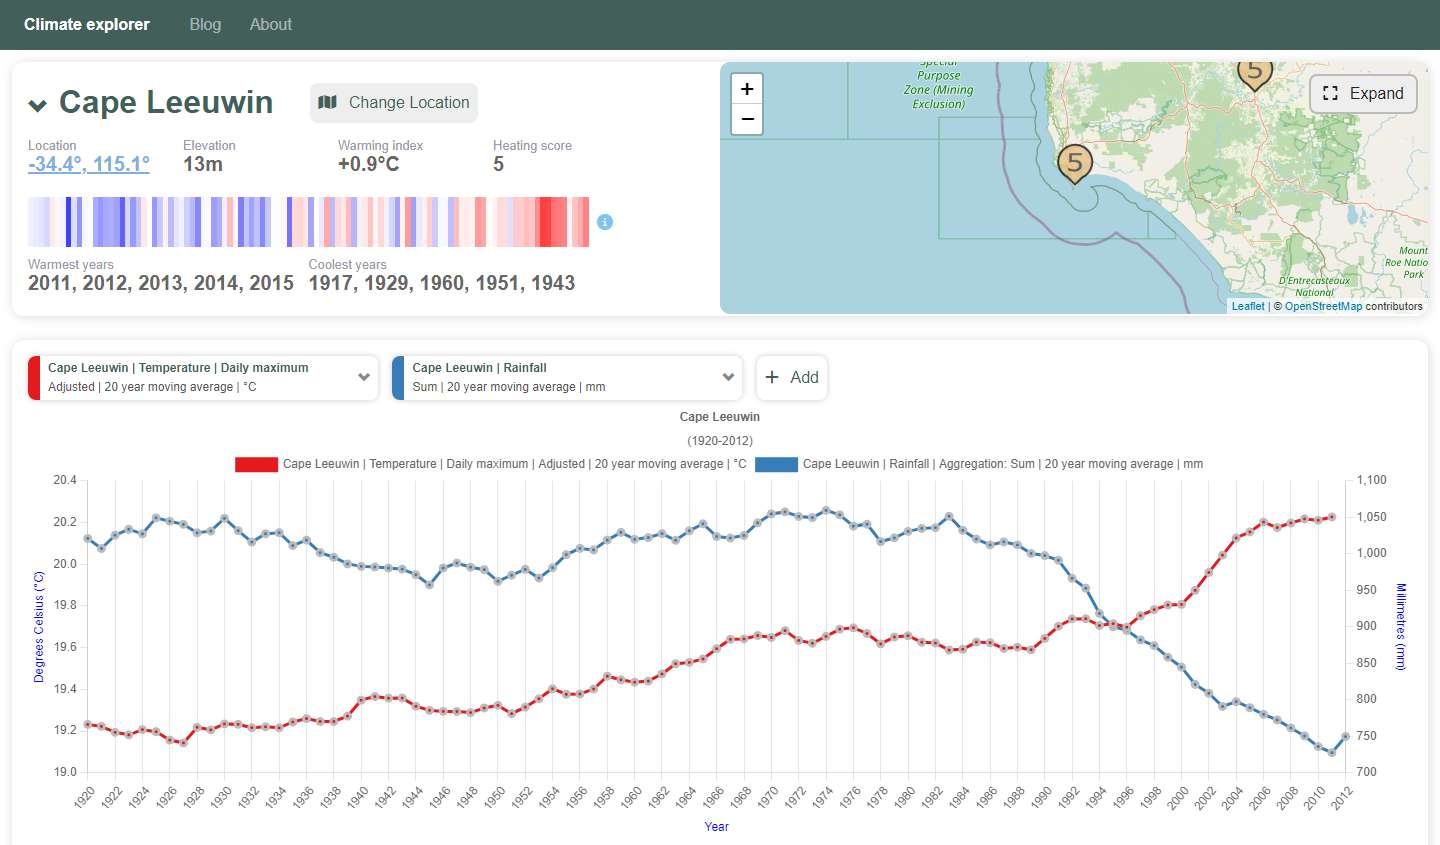 Climate explorer Blog About
Cape Leeuwin
Change Location
Location Elevation Warming index Heating score
-34.4°, 115.1° 13m +0.9°C 5
Warmest years Coolest years
2011, 2012, 2013, 2014, 2015 1917, 1929, 1960, 1951, 1943
+
−
Special
Purpose
Zone (Mining
Exclusion)
5
5
Expand
Mount
Roe Natio
Park
D'Entrecasteaux
National
Leaflet | © OpenStreetMap contributors
Cape Leeuwin | Temperature | Daily maximum
Adjusted | 20 year moving average | °C
Cape Leeuwin | Rainfall
Sum | 20 year moving average | mm
+ Add
Cape Leeuwin
(1920-2012)
Cape Leeuwin | Temperature | Daily maximum | Adjusted | 20 year moving average | °C
Cape Leeuwin | Rainfall | Aggregation: Sum | 20 year moving average | mm
Degrees Celsius (°C)
20.4
20.2
20.0
19.8
19.6
19.4
19.2
19.0
1,100
1,050
1,000
950
900
850
800
750
700
Millimetres (mm)
1920 1922 1924 1926 1928 1930 1932 1934 1936 1938 1940 1942 1944 1946 1948 1950 1952 1954 1956 1958 1960 1962 1964 1966 1968 1970 1972 1974 1976 1978 1980 1982 1984 1986 1988 1990 1992 1994 1996 1998 2000 2002 2004 2006 2008 2010 2012
Year